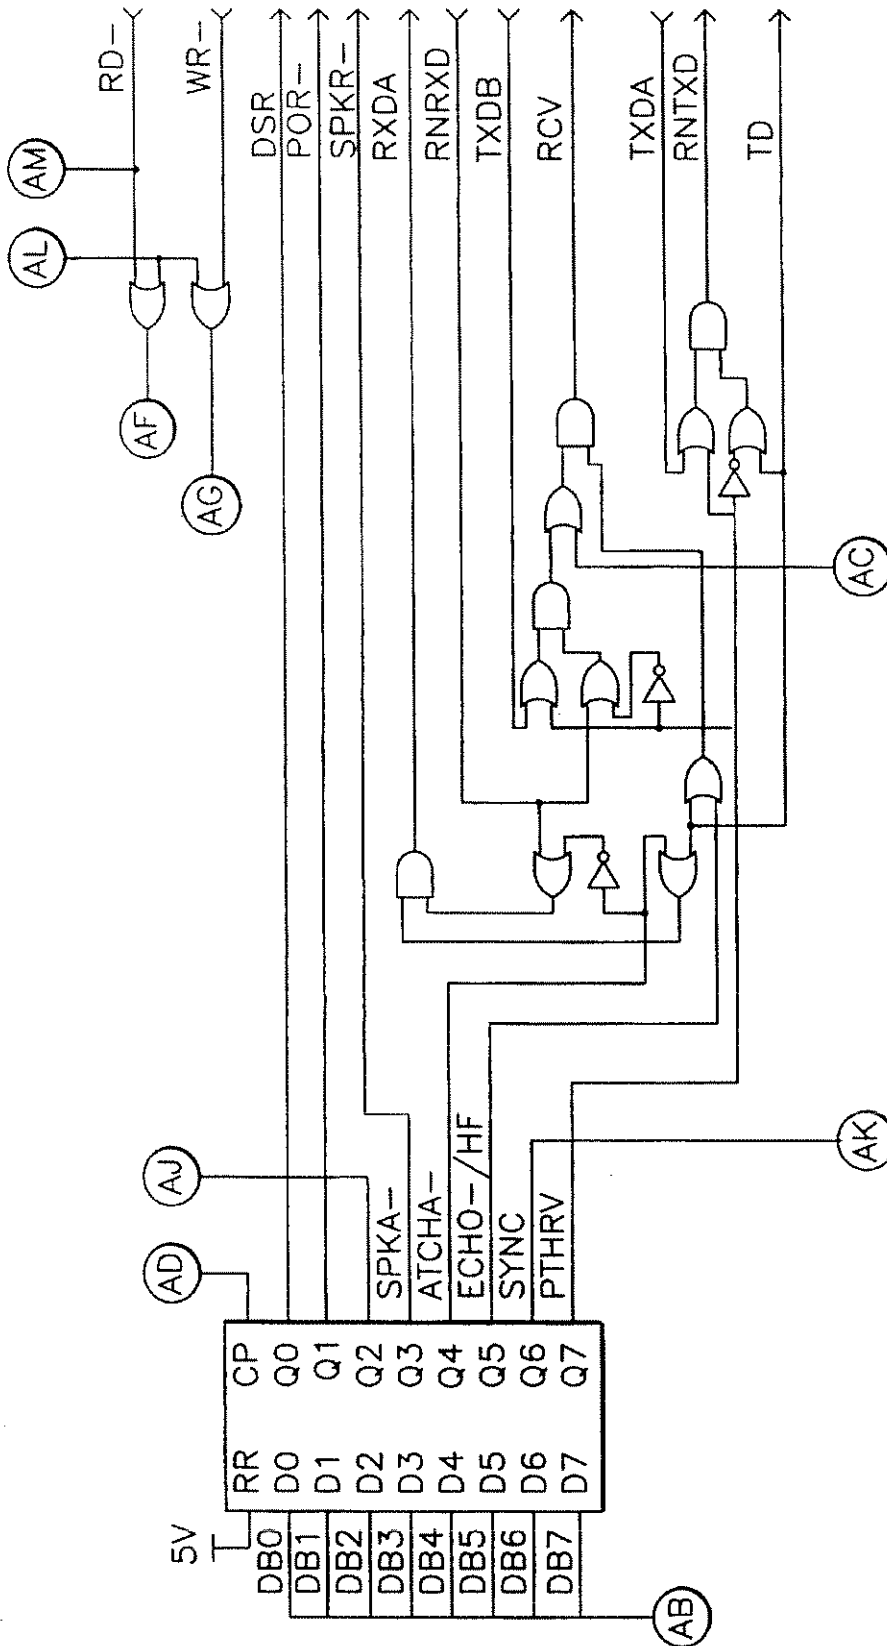 AM
AL
AF
AG
RD-
WR-
DSR
POR-
SPKR-
RXDA
RNRXD
TXDB
RCV
TXDA
RNTXD
TD
AC
AJ
AD
SPKA-
ATCHA-
ECHO-/HF
SYNC
PTHRV
AK
5V
RR CP
DB0 D0 Q0
DB1 D1 Q1
DB2 D2 Q2
DB3 D3 Q3
DB4 D4 Q4
DB5 D5 Q5
DB6 D6 Q6
DB7 D7 Q7
AB